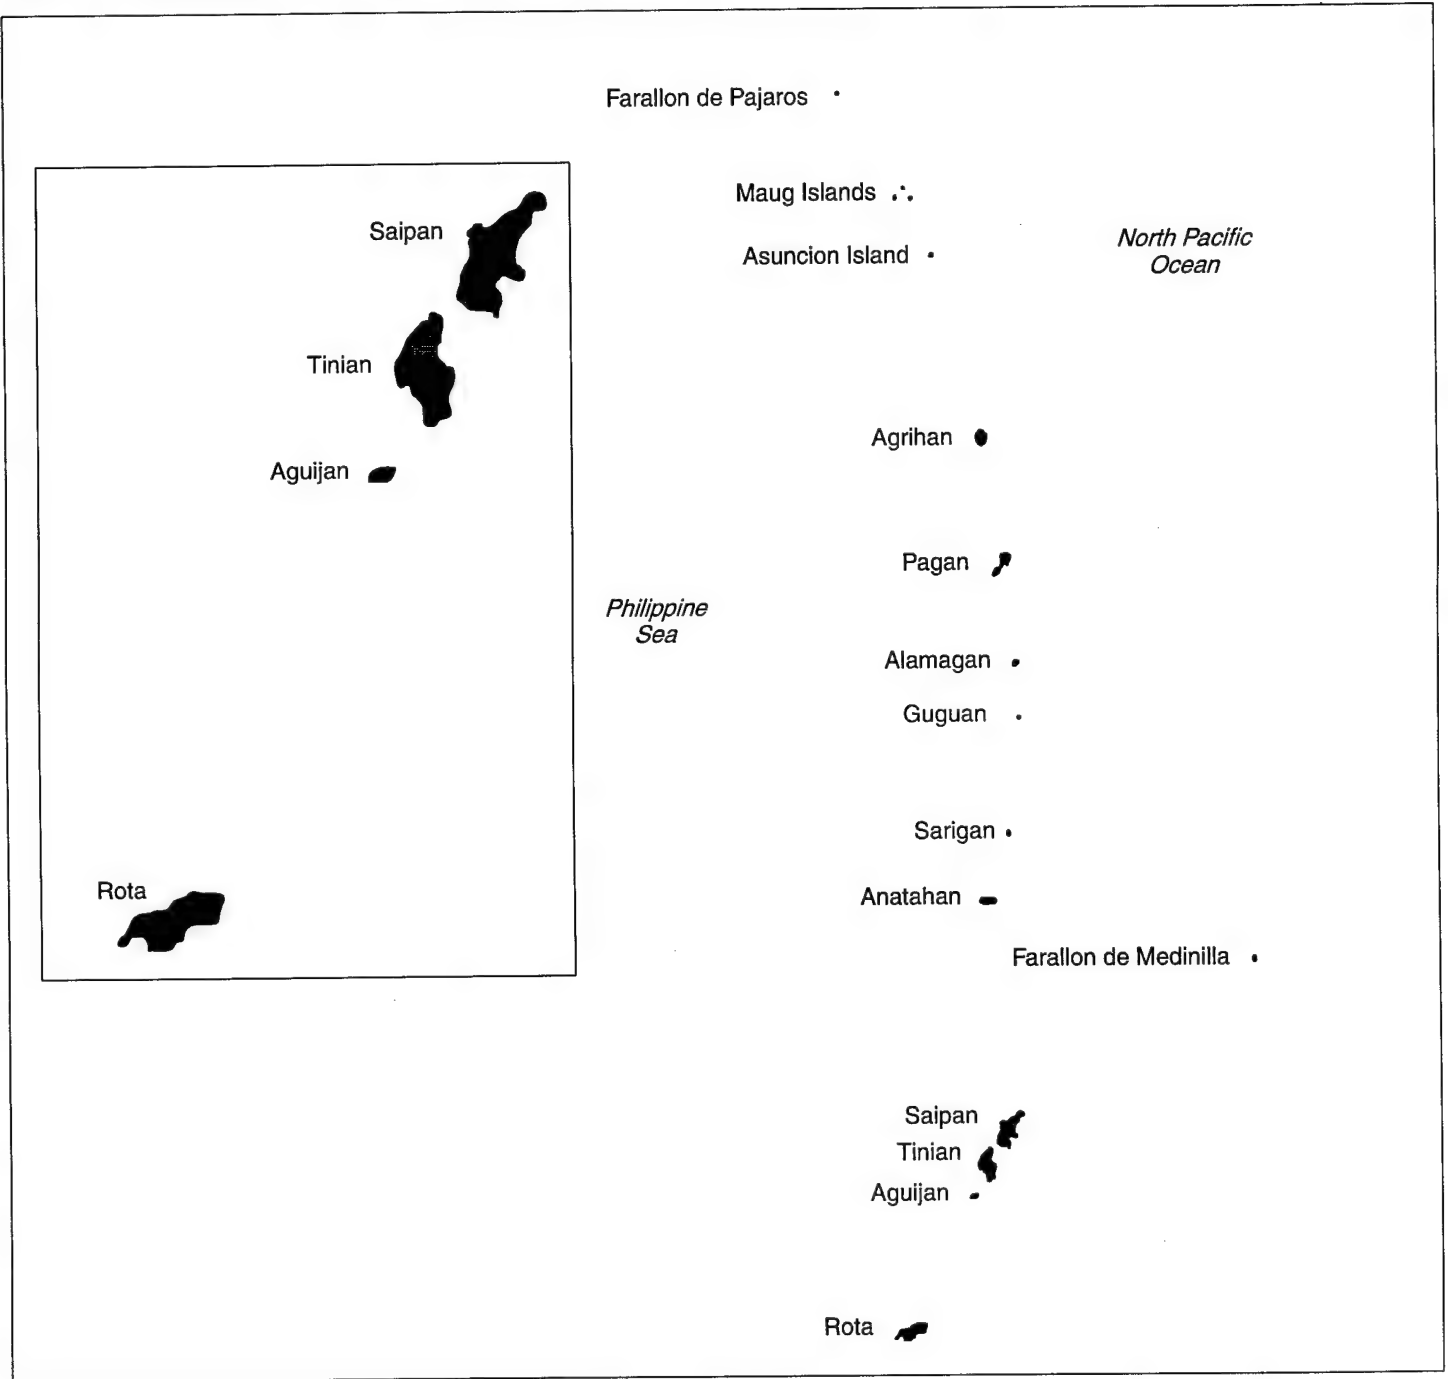 Farallon de Pajaros
Maug Islands
Asuncion Island
North Pacific
Ocean
Saipan
Tinian
Aguijan
Rota
Agrihan
Pagan
Philippine
Sea
Alamagan
Guguan
Sarigan
Anatahan
Farallon de Medinilla
Saipan
Tinian
Aguijan
Rota